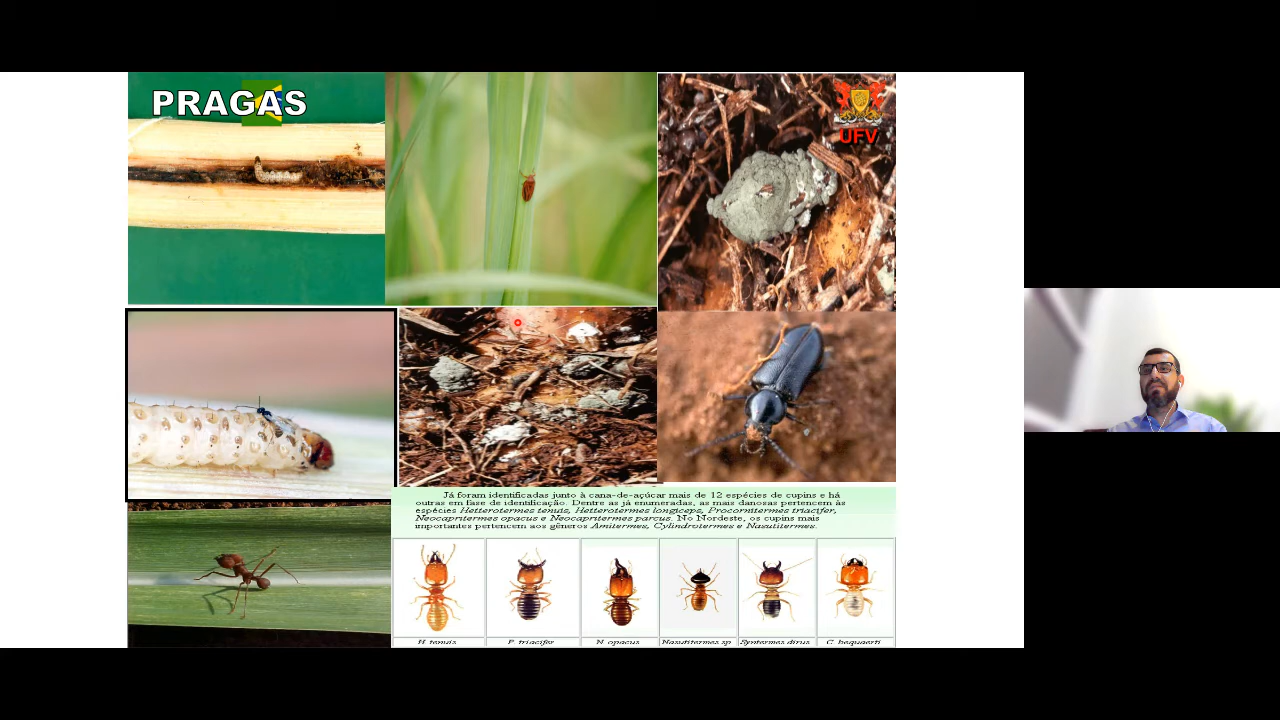 PRAGAS
UFV
Já foram identificadas junto à cana-de-açúcar mais de 12 espécies de cupins e há
outras em fase de identificação. Dentre as já enumeradas, as mais danosas pertencem às
espécies Hetterotermes tenuis, Hetterotermes longiceps, Procornitermes triacifer,
Neocapritermes opacus e Neocapritermes parcus. No Nordeste, os cupins mais
importantes pertencem aos gêneros Amitermes, Cylindrotermes e Nasutitermes.
H. tenuis P. triacifer N. opacus Nasutitermes sp Syntermes dirus C. bequaerti